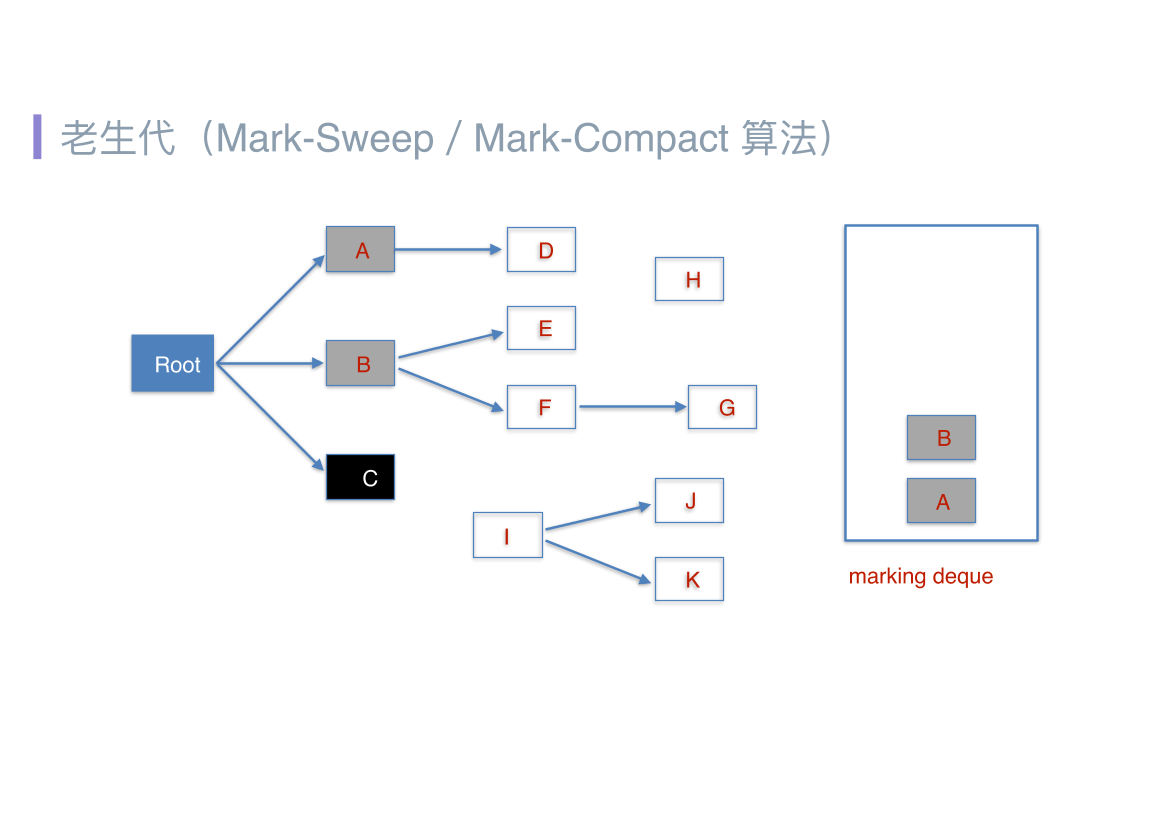 老生代（Mark-Sweep / Mark-Compact 算法）
A
D
H
E
Root
B
F
G
B
C
J
A
I
K
marking deque